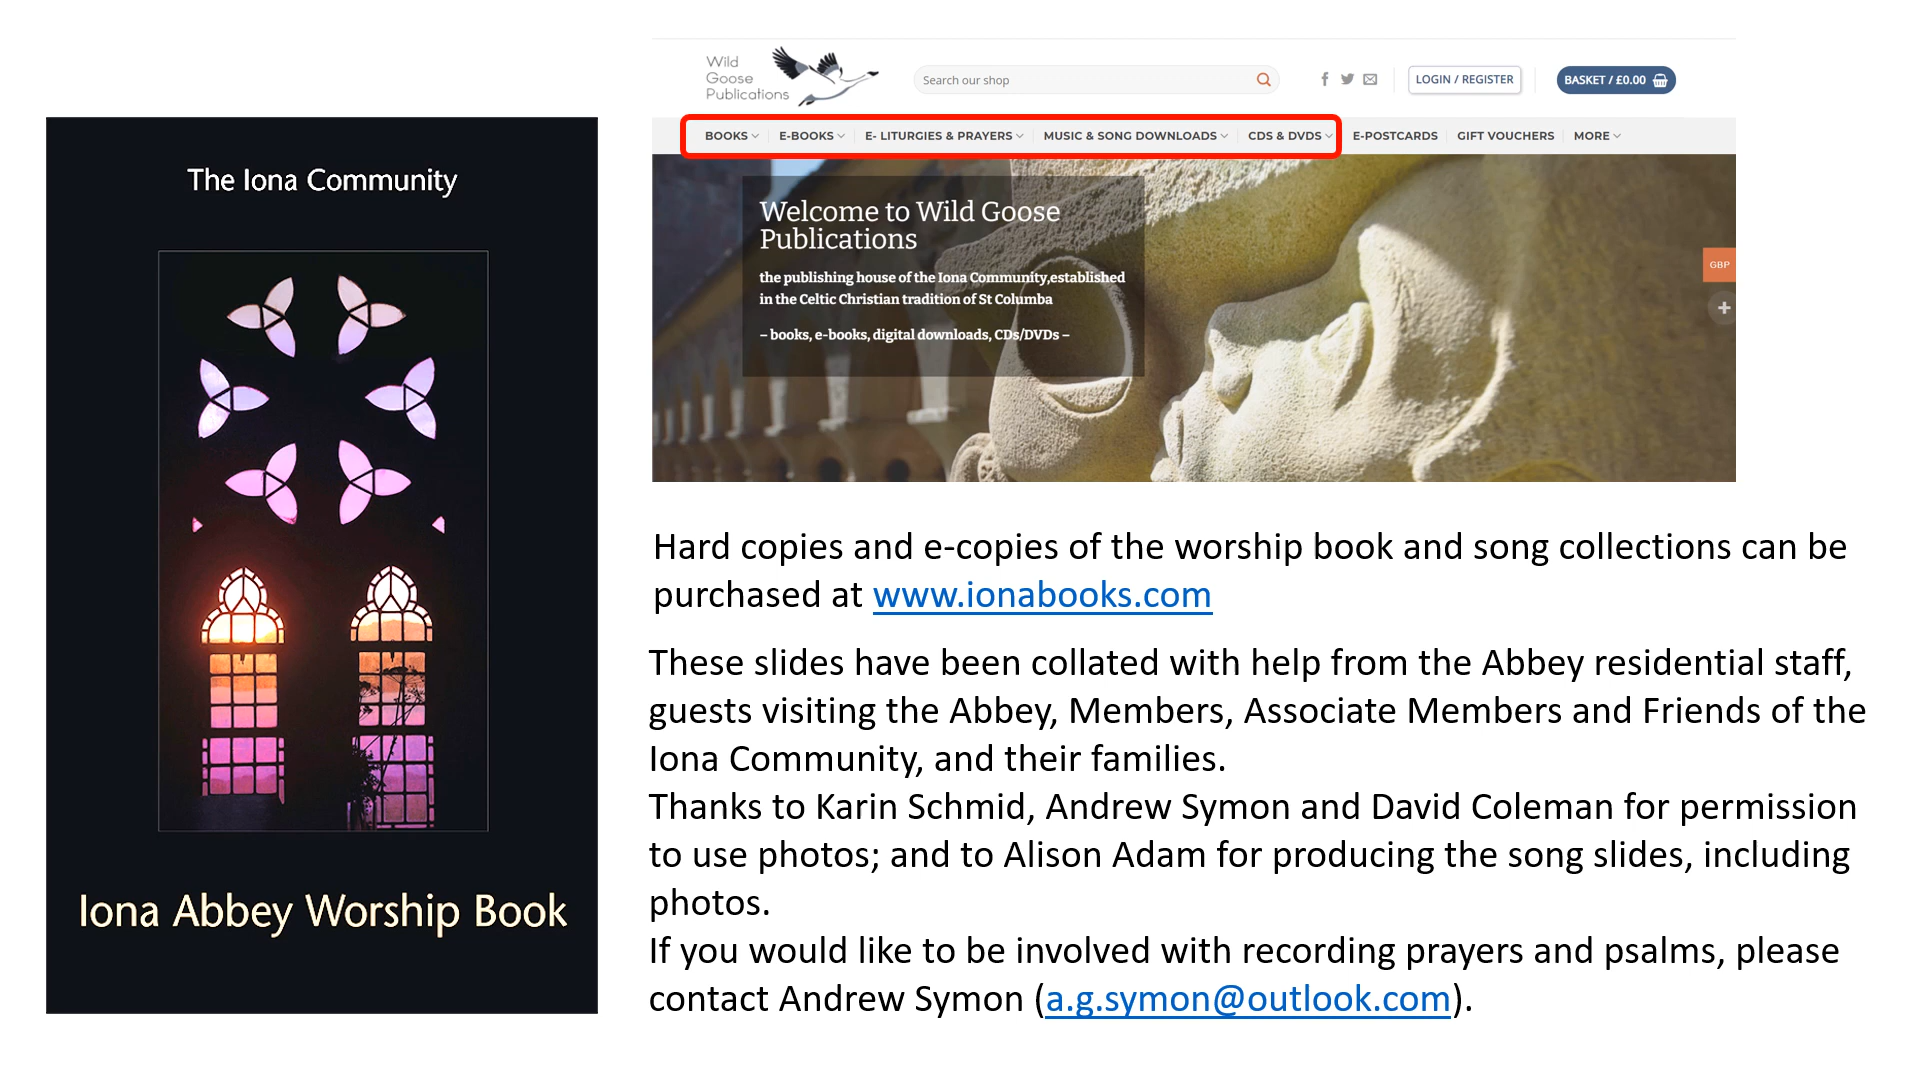 The Iona Community
Iona Abbey Worship Book
Wild
Goose
Publications
Search our shop
LOGIN / REGISTER
BASKET / £0.00
BOOKS E-BOOKS E- LITURGIES & PRAYERS MUSIC & SONG DOWNLOADS CDS & DVDS E-POSTCARDS GIFT VOUCHERS MORE
Welcome to Wild Goose
Publications
the publishing house of the Iona Community,established
in the Celtic Christian tradition of St Columba
– books, e-books, digital downloads, CDs/DVDs –
GBP
+
Hard copies and e-copies of the worship book and song collections can be
purchased at www.ionabooks.com
These slides have been collated with help from the Abbey residential staff,
guests visiting the Abbey, Members, Associate Members and Friends of the
Iona Community, and their families.
Thanks to Karin Schmid, Andrew Symon and David Coleman for permission
to use photos; and to Alison Adam for producing the song slides, including
photos.
If you would like to be involved with recording prayers and psalms, please
contact Andrew Symon (a.g.symon@outlook.com).